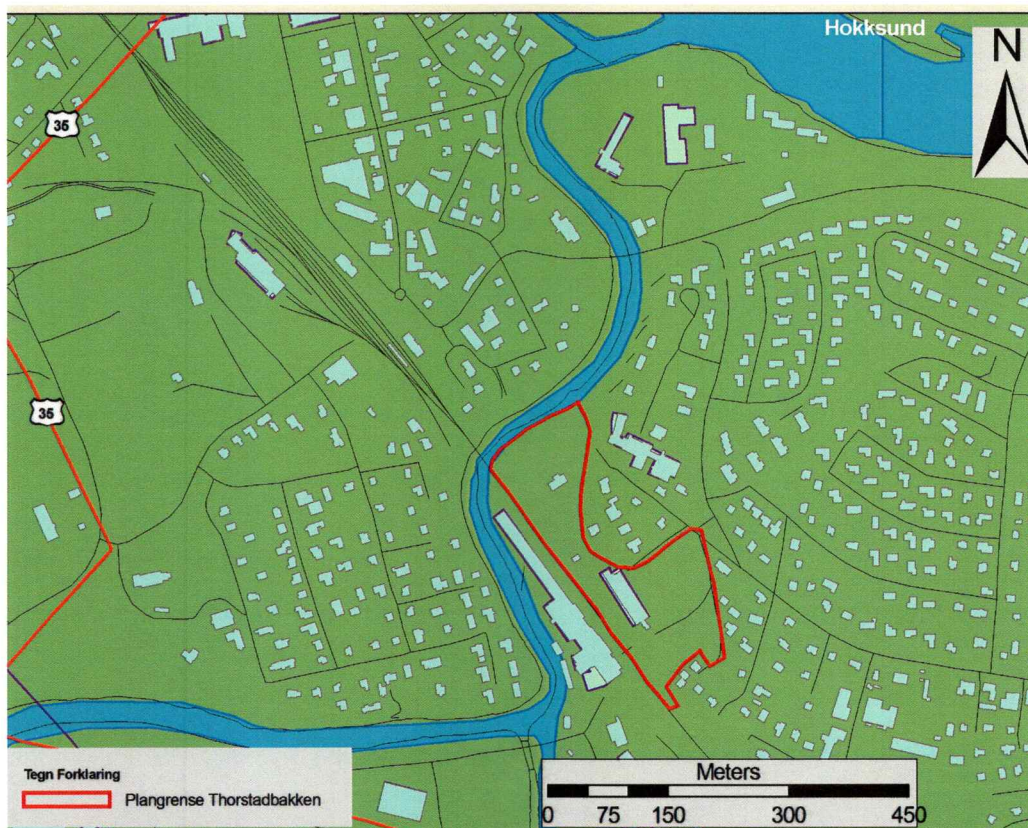 Hokksund
N
35
35
Tegn Forklaring
Plangrense Thorstadbakken
Meters
0 75 150 300 450